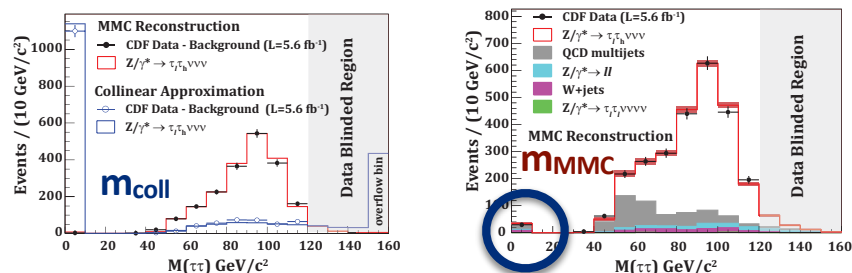 MMC Reconstruction
CDF Data - Background (L=5.6 fb⁻¹)
Z/γ* → τₗτₕννν
Collinear Approximation
CDF Data - Background (L=5.6 fb⁻¹)
Z/γ* → τₗτₕννν
m_coll
Data Blinded Region
overflow bin
Events / (10 GeV/c²)
1000
800
600
400
200
0
0 20 40 60 80 100 120 140 160
M(ττ) GeV/c²
CDF Data (L=5.6 fb⁻¹)
Z/γ* → τₗτₕννν
QCD multijets
Z/γ* → ll
W+jets
Z/γ* → τₗτₗνννν
MMC Reconstruction
m_MMC
Data Blinded Region
Events / (10 GeV/c²)
800
700
600
500
400
300
200
100
0
0 20 40 60 80 100 120 140 160
M(ττ) GeV/c²